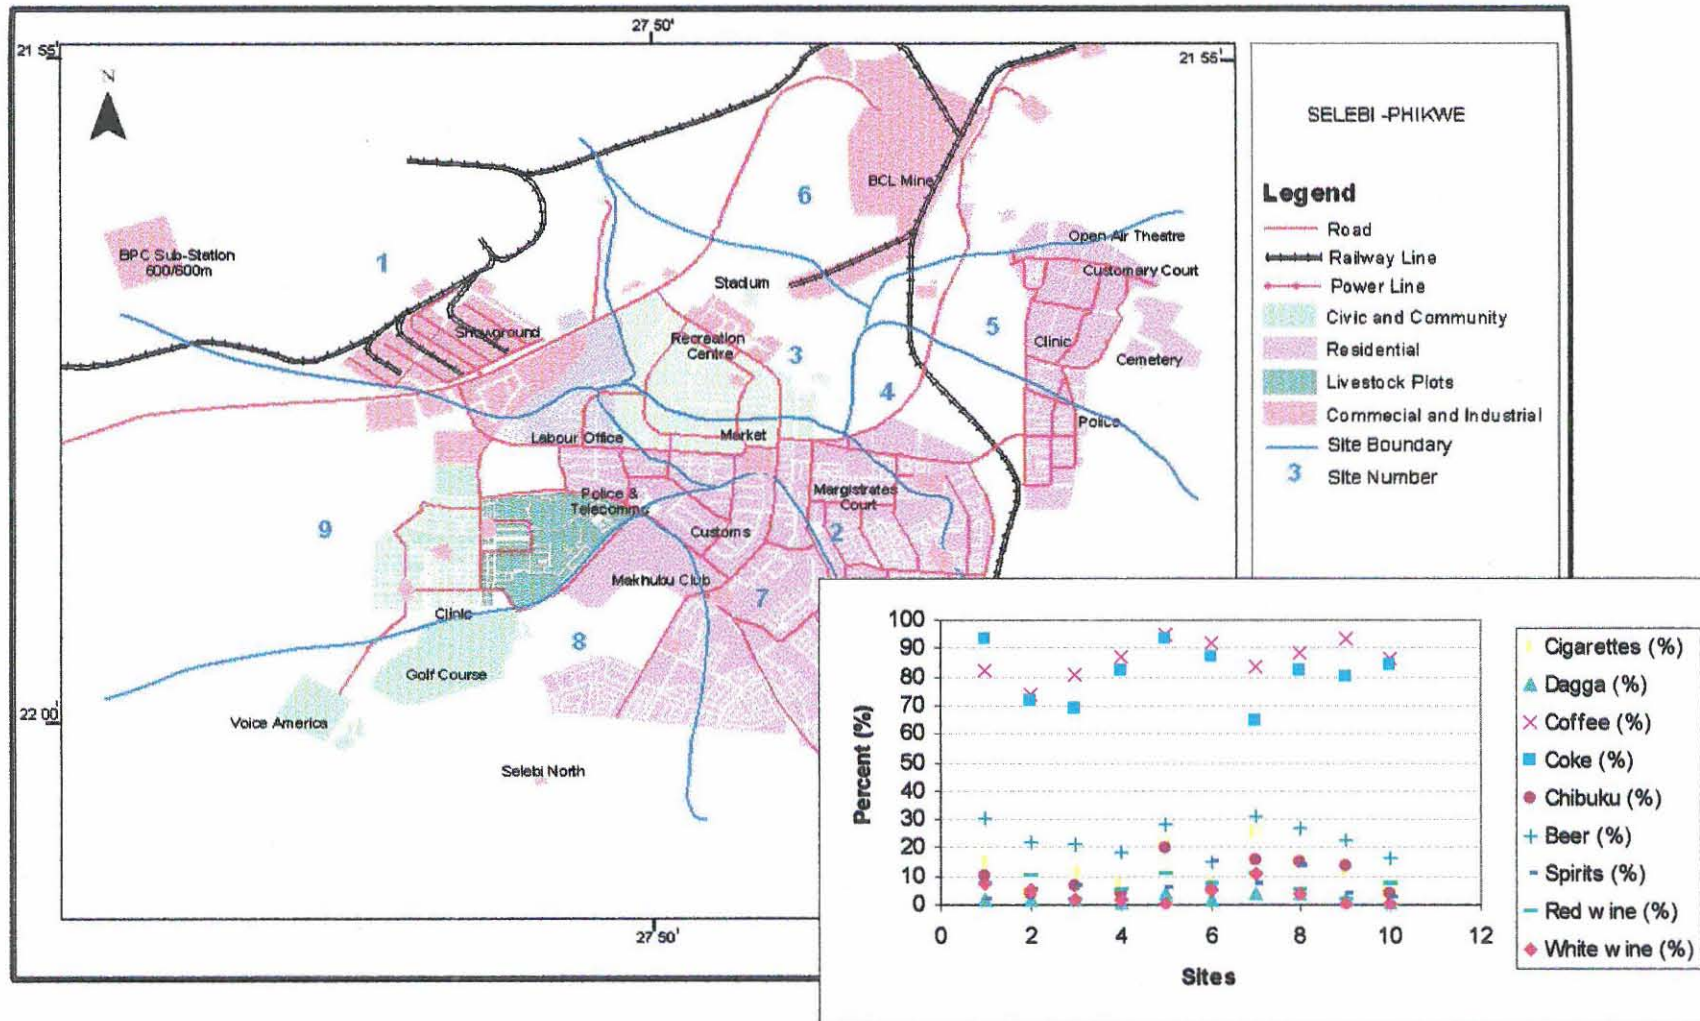 27 50'
21 55'
21 55'
N
SELEBI -PHIKWE
BCL Mine
6
Legend
Road
Railway Line
Power Line
Civic and Community
Residential
Livestock Plots
Commecial and Industrial
Site Boundary
3
Site Number
Open Air Theatre
BPC Sub-Station
600/600m
1
Customary Court
Stadium
Showground
Recreation
Centre
3
5
Clinic
Cemetery
4
Police
Labour Office
Market
Police &
Telecomms
Margistrates
Court
9
Customs
2
Makhubu Club
7
Clinic
8
Golf Course
Voice America
22 00'
Selebi North
27 50'
100
90
80
70
60
50
40
30
20
10
0
Percent (%)
0 2 4 6 8 10 12
Sites
Cigarettes (%)
Dagga (%)
Coffee (%)
Coke (%)
Chibuku (%)
Beer (%)
Spirits (%)
Red wine (%)
White wine (%)